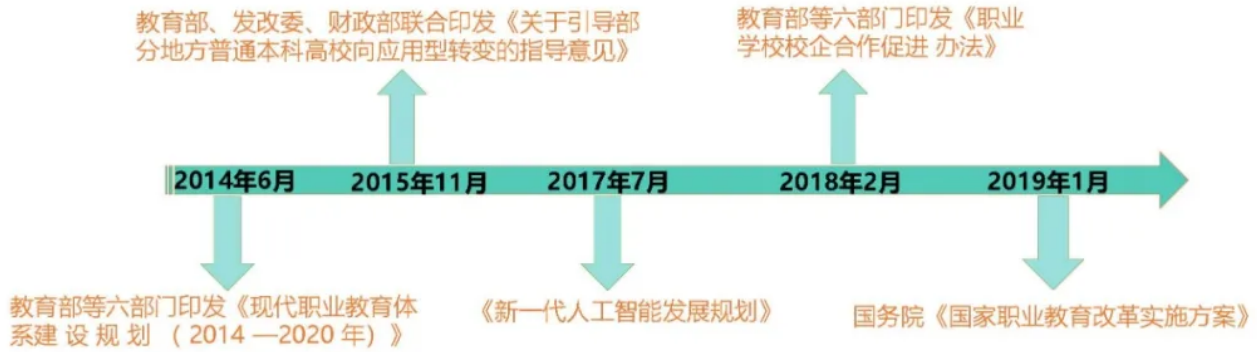 教育部、发改委、财政部联合印发《关于引导部
分地方普通本科高校向应用型转变的指导意见》
教育部等六部门印发《职业
学校校企合作促进 办法》
2014年6月
2015年11月
2017年7月
2018年2月
2019年1月
教育部等六部门印发《现代职业教育体
系建 设 规 划 （ 2014 —2020 年）》
《新一代人工智能发展规划》
国务院《国家职业教育改革实施方案》